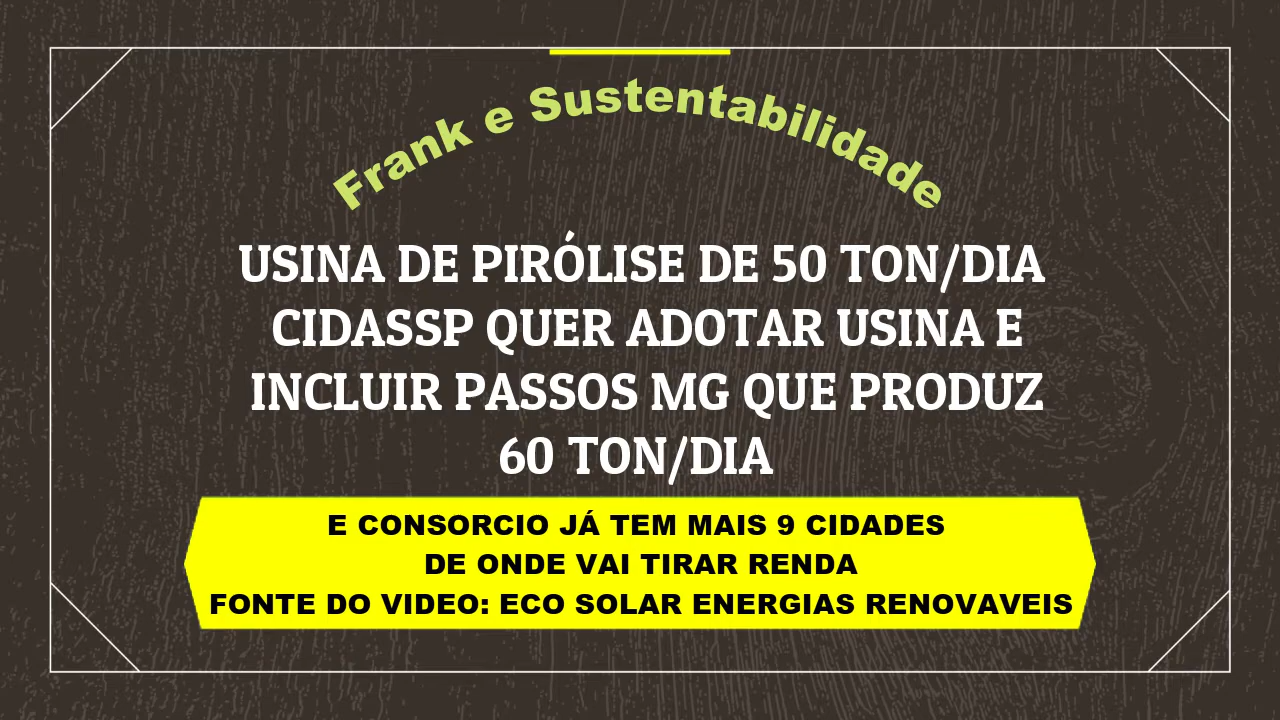 Frank e Sustentabilidade
USINA DE PIRÓLISE DE 50 TON/DIA
CIDASSP QUER ADOTAR USINA E
INCLUIR PASSOS MG QUE PRODUZ
60 TON/DIA
E CONSORCIO JÁ TEM MAIS 9 CIDADES
DE ONDE VAI TIRAR RENDA
FONTE DO VIDEO: ECO SOLAR ENERGIAS RENOVAVEIS